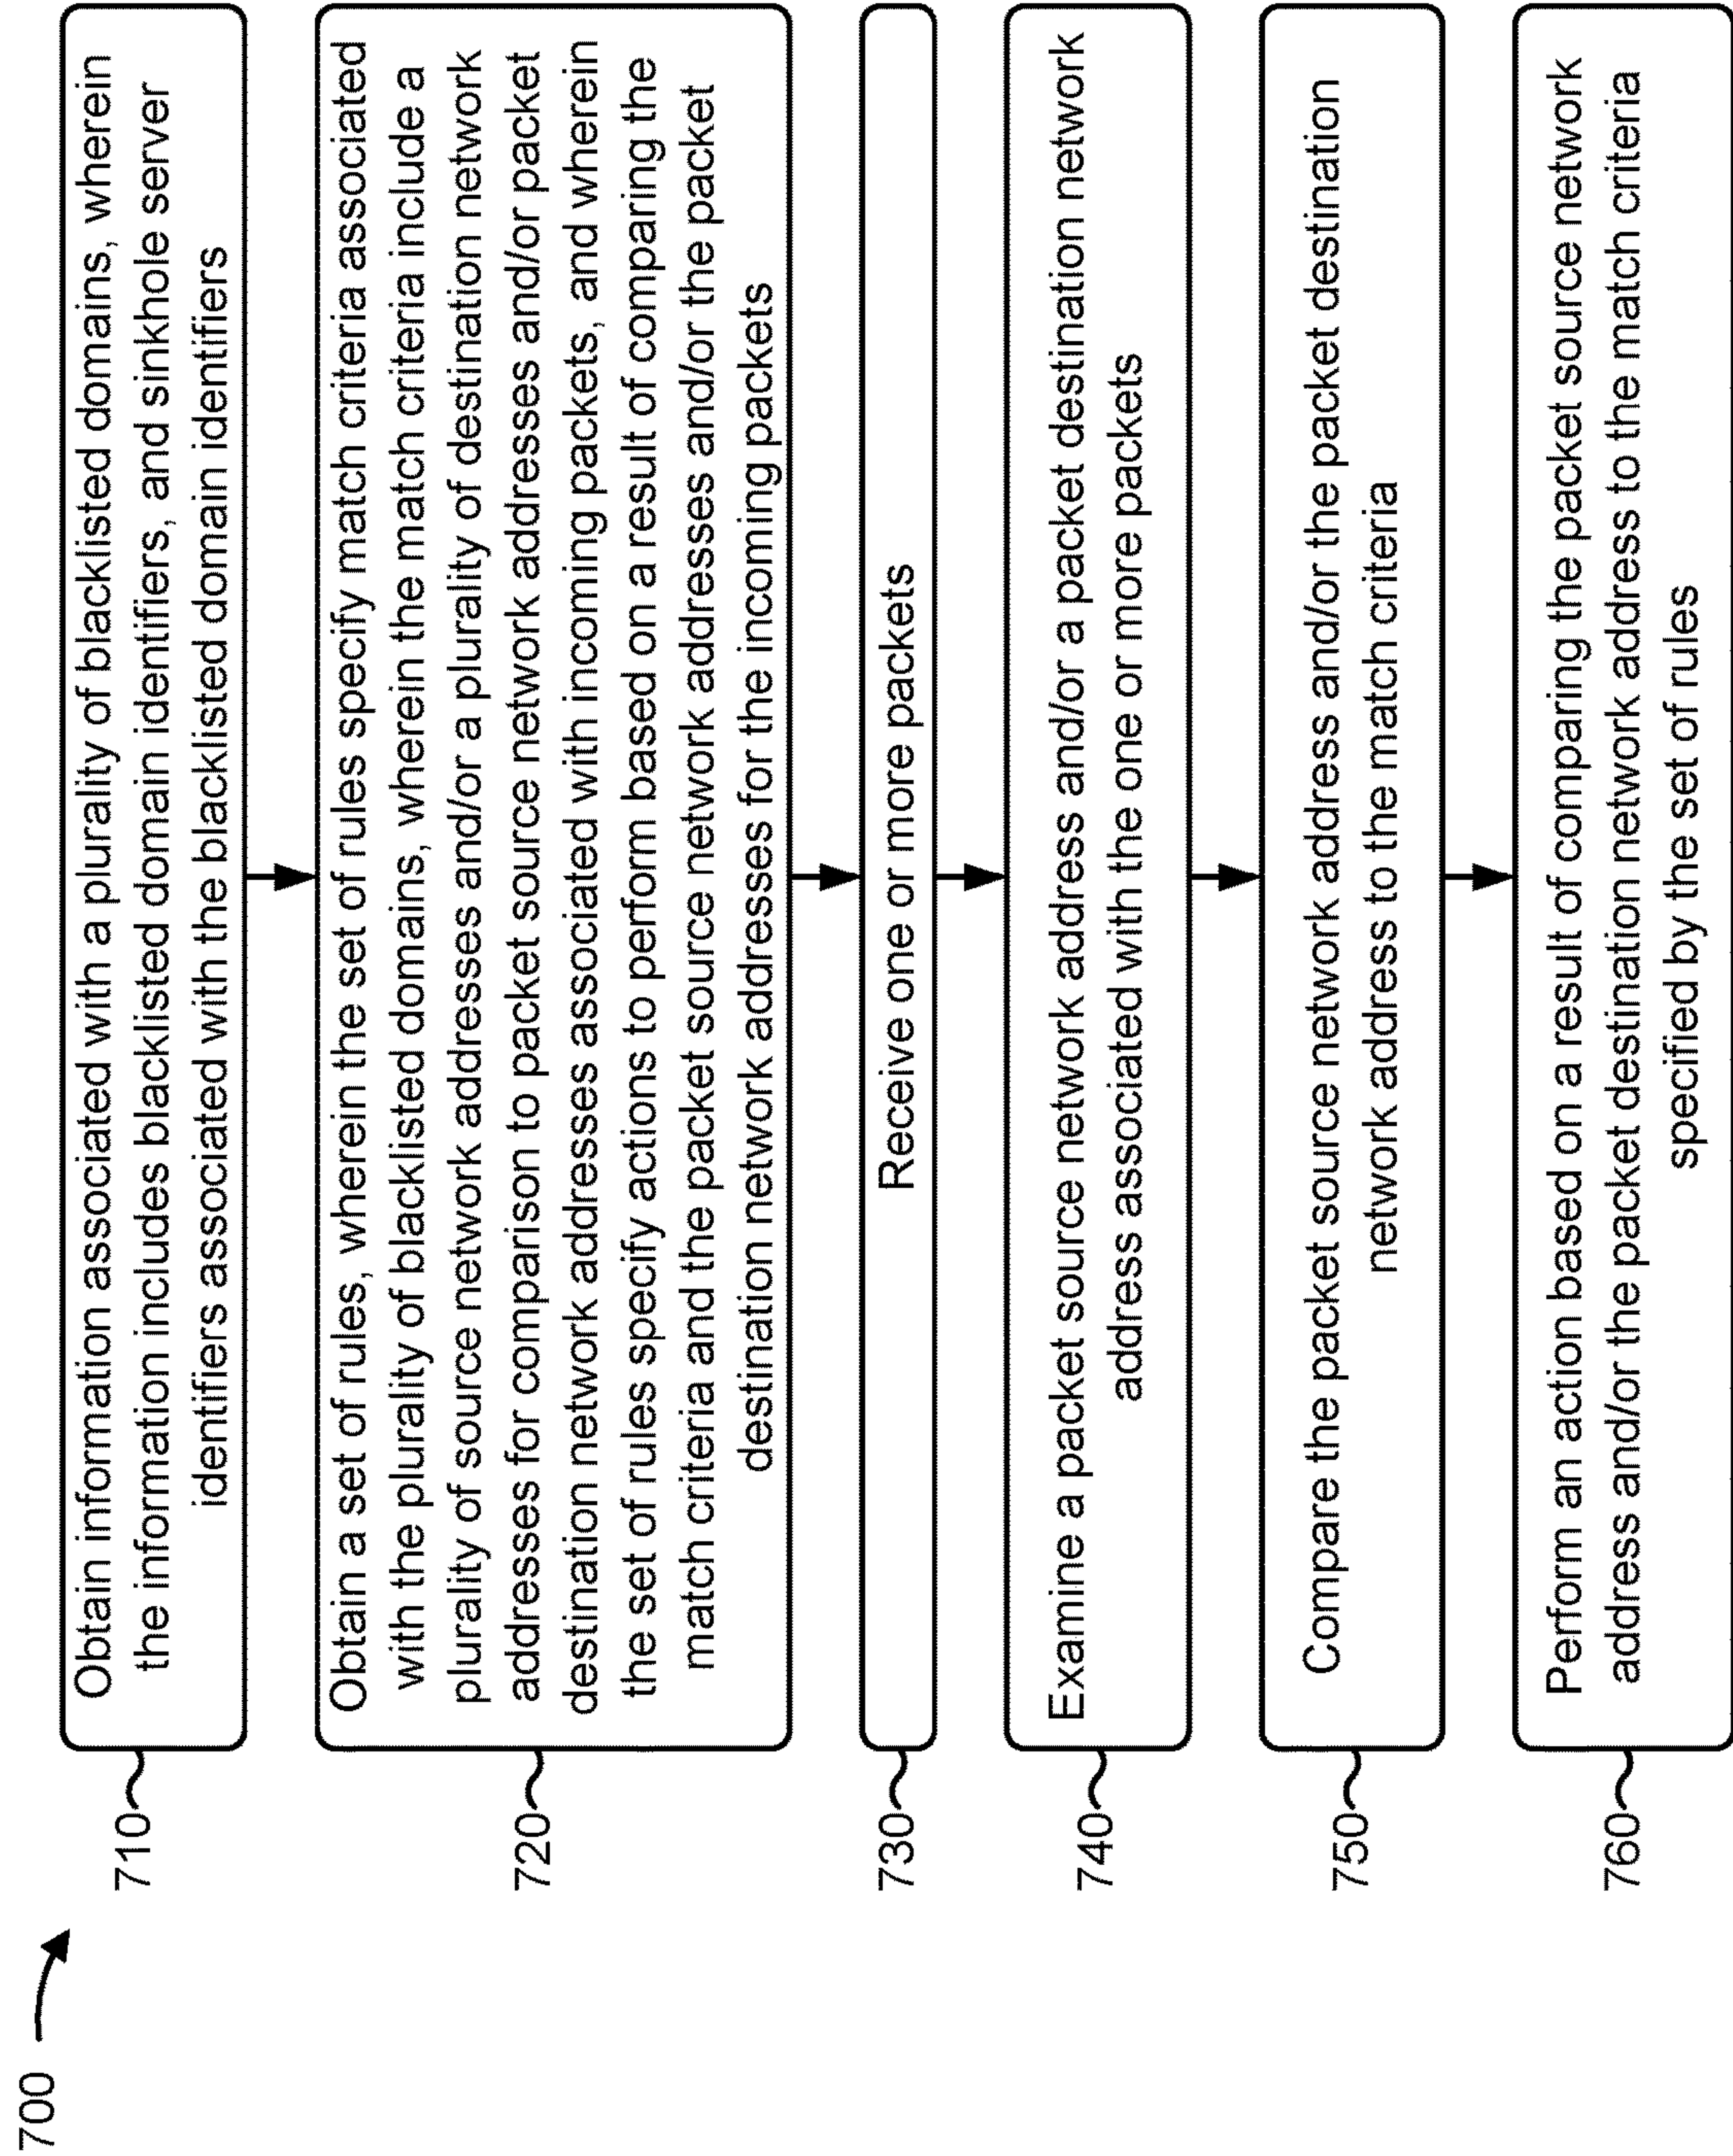 700
710
Obtain information associated with a plurality of blacklisted domains, wherein
the information includes blacklisted domain identifiers, and sinkhole server
identifiers associated with the blacklisted domain identifiers
720
Obtain a set of rules, wherein the set of rules specify match criteria associated
with the plurality of blacklisted domains, wherein the match criteria include a
plurality of source network addresses and/or a plurality of destination network
addresses for comparison to packet source network addresses and/or packet
destination network addresses associated with incoming packets, and wherein
the set of rules specify actions to perform based on a result of comparing the
match criteria and the packet source network addresses and/or the packet
destination network addresses for the incoming packets
730
Receive one or more packets
740
Examine a packet source network address and/or a packet destination network
address associated with the one or more packets
750
Compare the packet source network address and/or the packet destination
network address to the match criteria
760
Perform an action based on a result of comparing the packet source network
address and/or the packet destination network address to the match criteria
specified by the set of rules